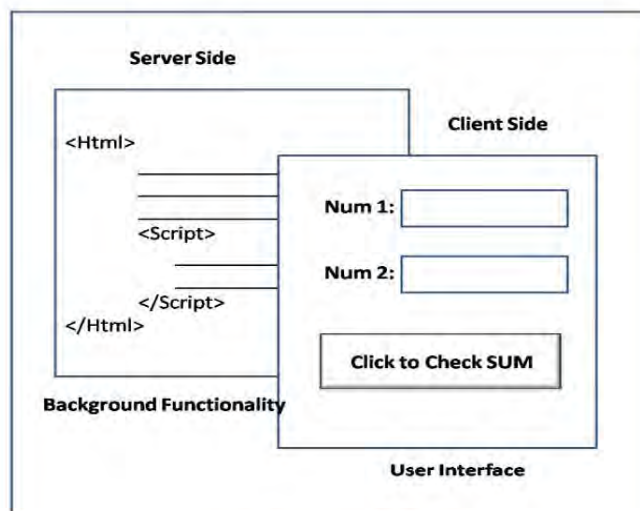 Server Side
<Html>
<Script>
</Script>
</Html>
Background Functionality
Client Side
Num 1:
Num 2:
Click to Check SUM
User Interface